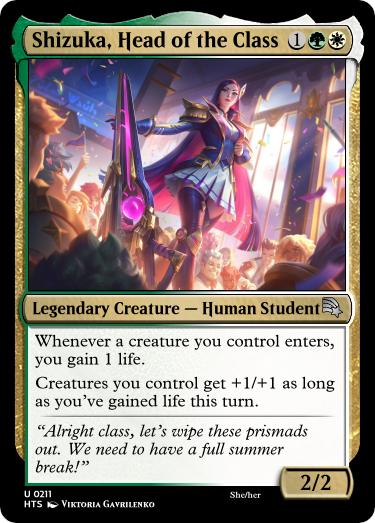 Shizuka, Head of the Class 1
Legendary Creature — Human Student
Whenever a creature you control enters,
you gain 1 life.
Creatures you control get +1/+1 as long
as you’ve gained life this turn.
“Alright class, let’s wipe these prismads
out. We need to have a full summer
break!”
2/2
U 0211
HTS Viktoria Gavrilenko
She/her